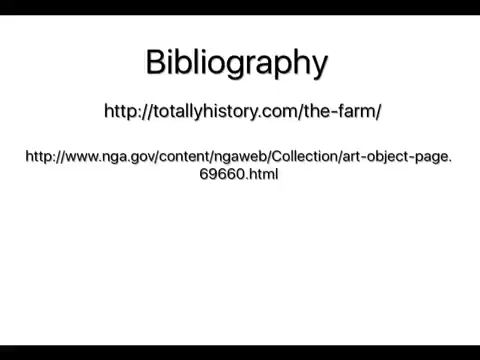 Bibliography
http://totallyhistory.com/the-farm/
http://www.nga.gov/content/ngaweb/Collection/art-object-page.
69660.html